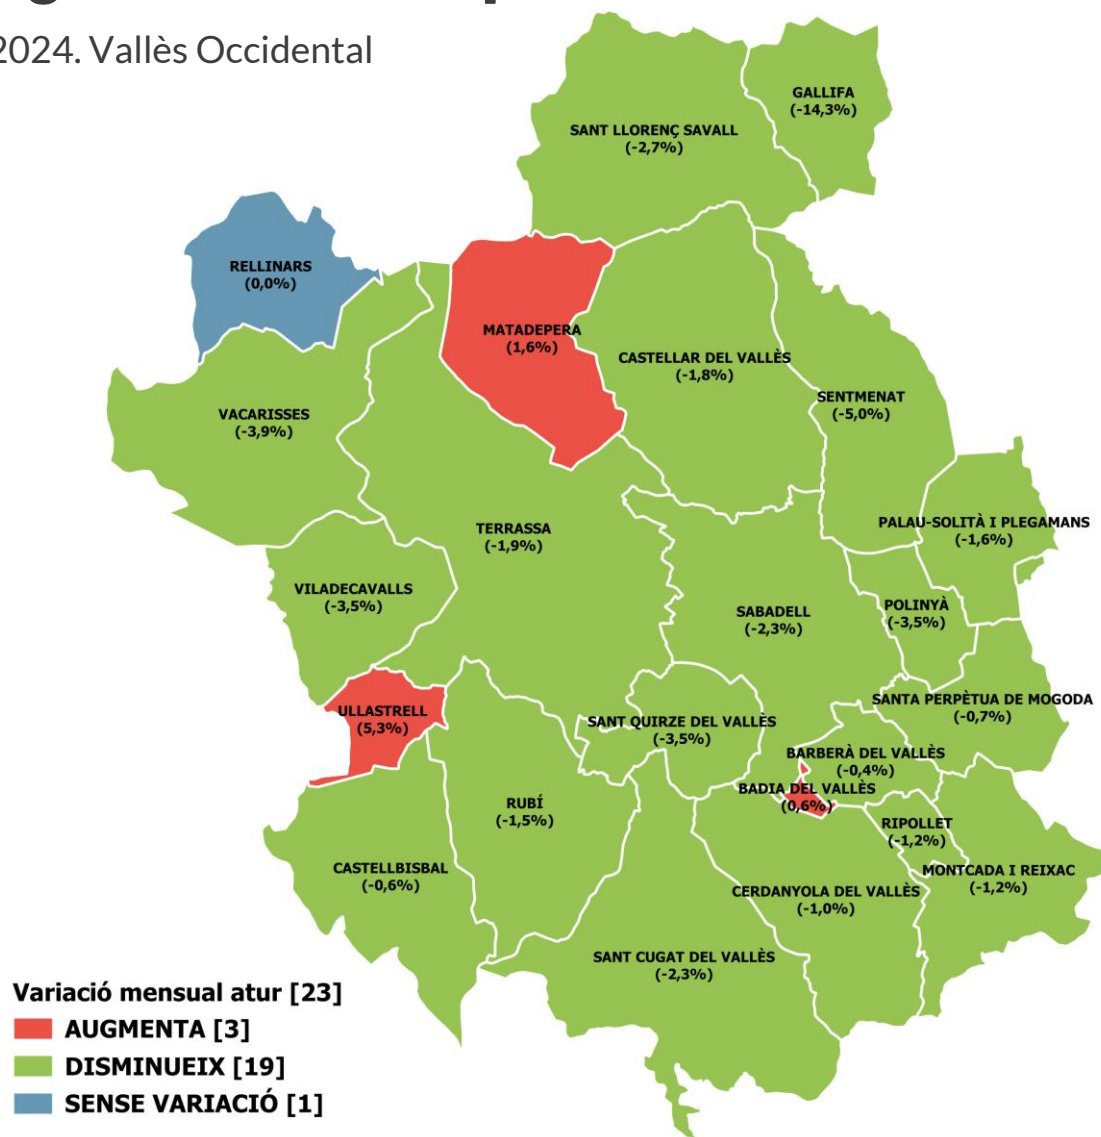 2024. Vallès Occidental
GALLIFA
(-14,3%)
SANT LLORENÇ SAVALL
(-2,7%)
RELLINARS
(0,0%)
MATADEPERA
(1,6%)
CASTELLAR DEL VALLÈS
(-1,8%)
SENTMENAT
(-5,0%)
VACARISSES
(-3,9%)
TERRASSA
(-1,9%)
PALAU-SOLITÀ I PLEGAMANS
(-1,6%)
VILADECAVALLS
(-3,5%)
SABADELL
(-2,3%)
POLINYÀ
(-3,5%)
SANTA PERPÈTUA DE MOGODA
(-0,7%)
ULLASTRELL
(5,3%)
SANT QUIRZE DEL VALLÈS
(-3,5%)
BARBERÀ DEL VALLÈS
(-0,4%)
BADIA DEL VALLÈS
(0,6%)
RUBÍ
(-1,5%)
RIPOLLET
(-1,2%)
CASTELLBISBAL
(-0,6%)
MONTCADA I REIXAC
(-1,2%)
CERDANYOLA DEL VALLÈS
(-1,0%)
SANT CUGAT DEL VALLÈS
(-2,3%)
Variació mensual atur [23]
AUGMENTA [3]
DISMINUEIX [19]
SENSE VARIACIÓ [1]